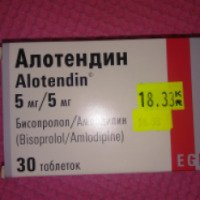 Алотендин
Alotendin®
5 мг/5 мг
18.33
Бисопролол/Амлодипин
(Bisoprolol/Amlodipine)
30 таблеток
EG